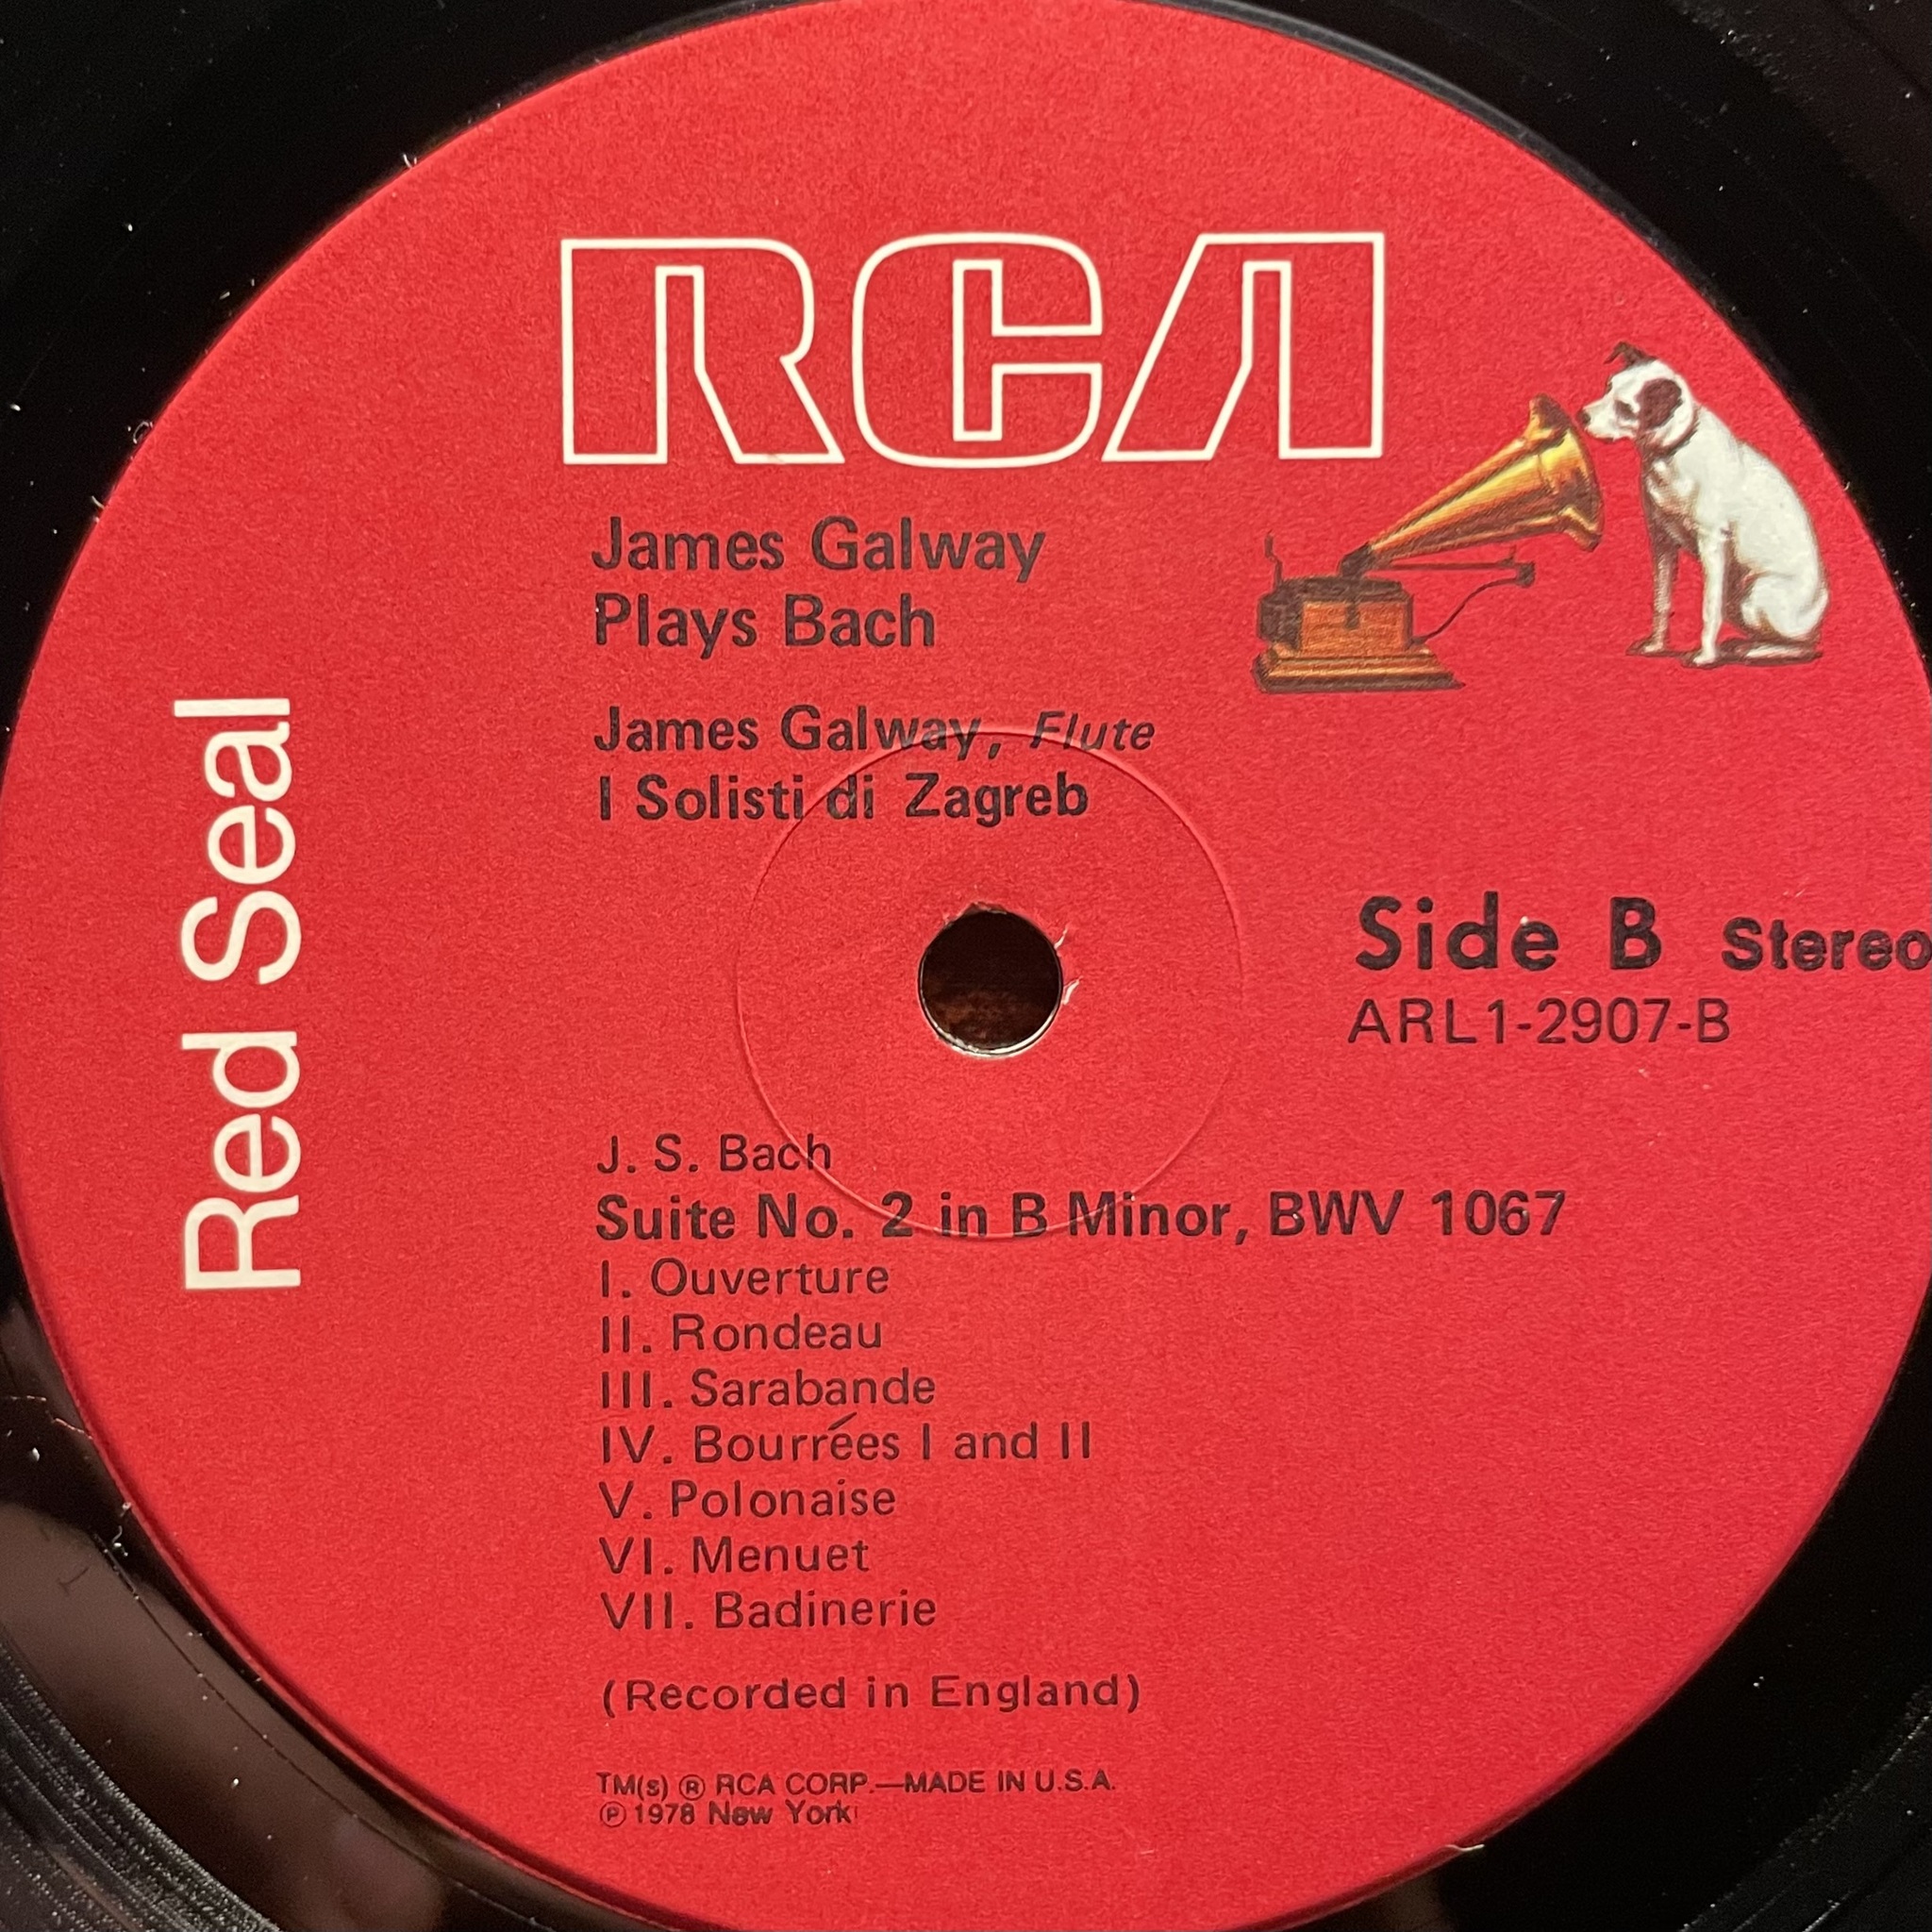 RCA
James Galway
Plays Bach
James Galway, Flute
I Solisti di Zagreb
Red Seal
Side B Stereo
ARL1-2907-B
J. S. Bach
Suite No. 2 in B Minor, BWV 1067
I. Ouverture
II. Rondeau
III. Sarabande
IV. Bourrées I and II
V. Polonaise
VI. Menuet
VII. Badinerie
(Recorded in England)
TM(s) ® RCA CORP.—MADE IN U.S.A.
℗ 1978 New York